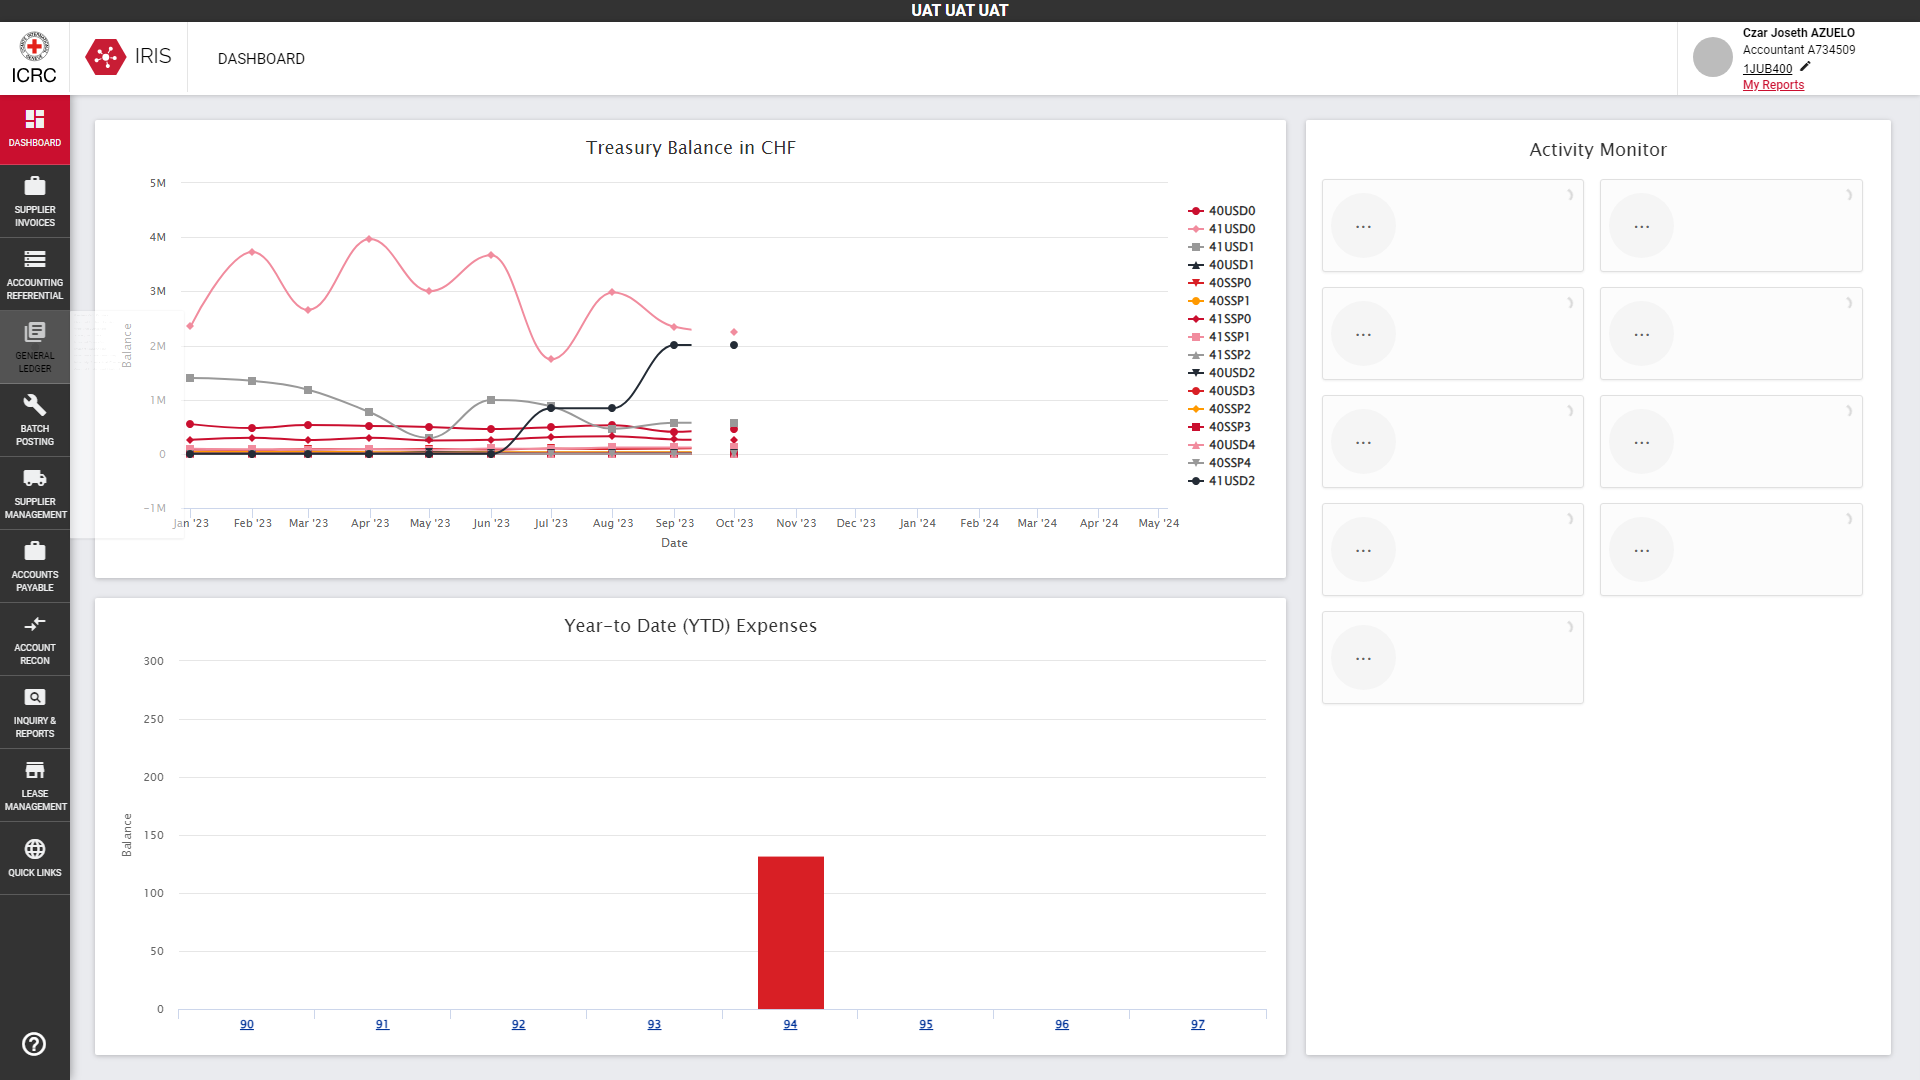 UAT UAT UAT
ICRC
IRIS
DASHBOARD
Czar Joseth AZUELO
Accountant A734509
1JUB400
My Reports
DASHBOARD
SUPPLIER
INVOICES
ACCOUNTING
REFERENTIAL
GENERAL
LEDGER
BATCH
POSTING
SUPPLIER
MANAGEMENT
ACCOUNTS
PAYABLE
ACCOUNT
RECON
INQUIRY &
REPORTS
LEASE
MANAGEMENT
QUICK LINKS
Treasury Balance in CHF
5M
4M
3M
2M
1M
0
−1M
Balance
Jan '23
Feb '23
Mar '23
Apr '23
May '23
Jun '23
Jul '23
Aug '23
Sep '23
Oct '23
Nov '23
Dec '23
Jan '24
Feb '24
Mar '24
Apr '24
May '24
Date
40USD0
41USD0
41USD1
40USD1
40SSP0
40SSP1
41SSP0
41SSP1
41SSP2
40USD2
40USD3
40SSP2
40SSP3
40USD4
40SSP4
41USD2
Year-to Date (YTD) Expenses
300
250
200
150
100
50
0
Balance
90
91
92
93
94
95
96
97
Activity Monitor
...
...
...
...
...
...
...
...
...